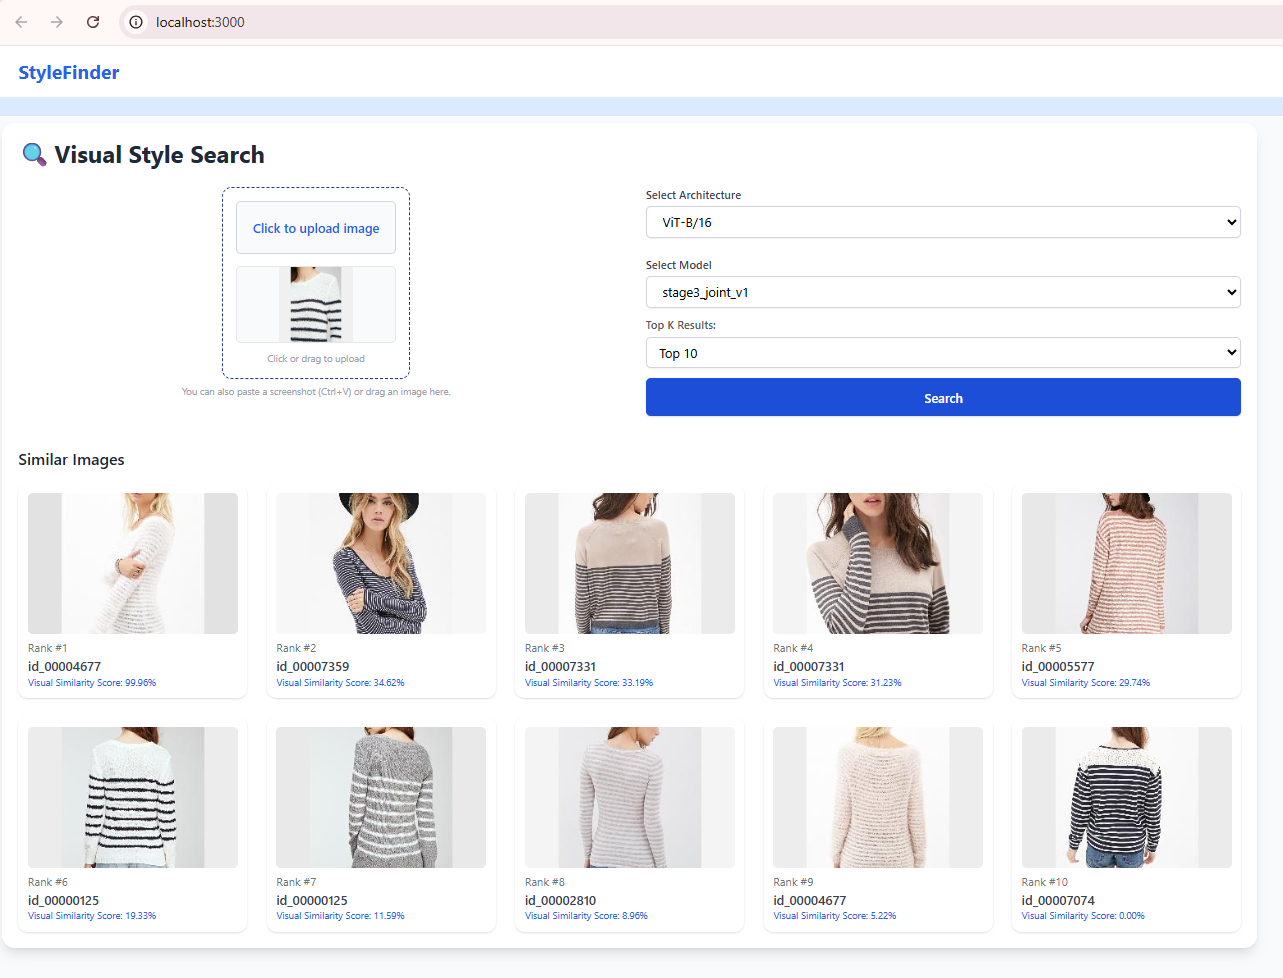 localhost:3000
StyleFinder
Visual Style Search
Click to upload image
Click or drag to upload
You can also paste a screenshot (Ctrl+V) or drag an image here.
Select Architecture
ViT-B/16
Select Model
stage3_joint_v1
Top K Results:
Top 10
Search
Similar Images
Rank #1
id_00004677
Visual Similarity Score: 99.96%
Rank #2
id_00007359
Visual Similarity Score: 34.62%
Rank #3
id_00007331
Visual Similarity Score: 33.19%
Rank #4
id_00007331
Visual Similarity Score: 31.23%
Rank #5
id_00005577
Visual Similarity Score: 29.74%
Rank #6
id_00000125
Visual Similarity Score: 19.33%
Rank #7
id_00000125
Visual Similarity Score: 11.59%
Rank #8
id_00002810
Visual Similarity Score: 8.96%
Rank #9
id_00004677
Visual Similarity Score: 5.22%
Rank #10
id_00007074
Visual Similarity Score: 0.00%